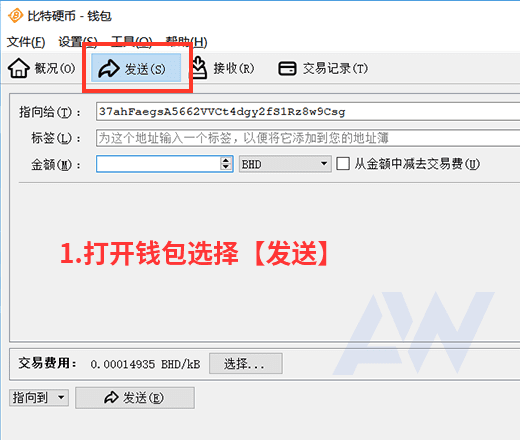 比特硬币 - 钱包
文件(F) 设置(S) 工具(O) 帮助(H)
概况(O) 发送(S) 接收(R) 交易记录(T)
指向给(T): 37ahFaegsA5662VVCt4dgy2fS1Rz8w9Csg
标签(L): 为这个地址输入一个标签，以便将它添加到您的地址簿
金额(M): BHD 从金额中减去交易费(U)
1.打开钱包选择【发送】
AW
交易费用: 0.00014935 BHD/kB 选择...
指向到 发送(E)